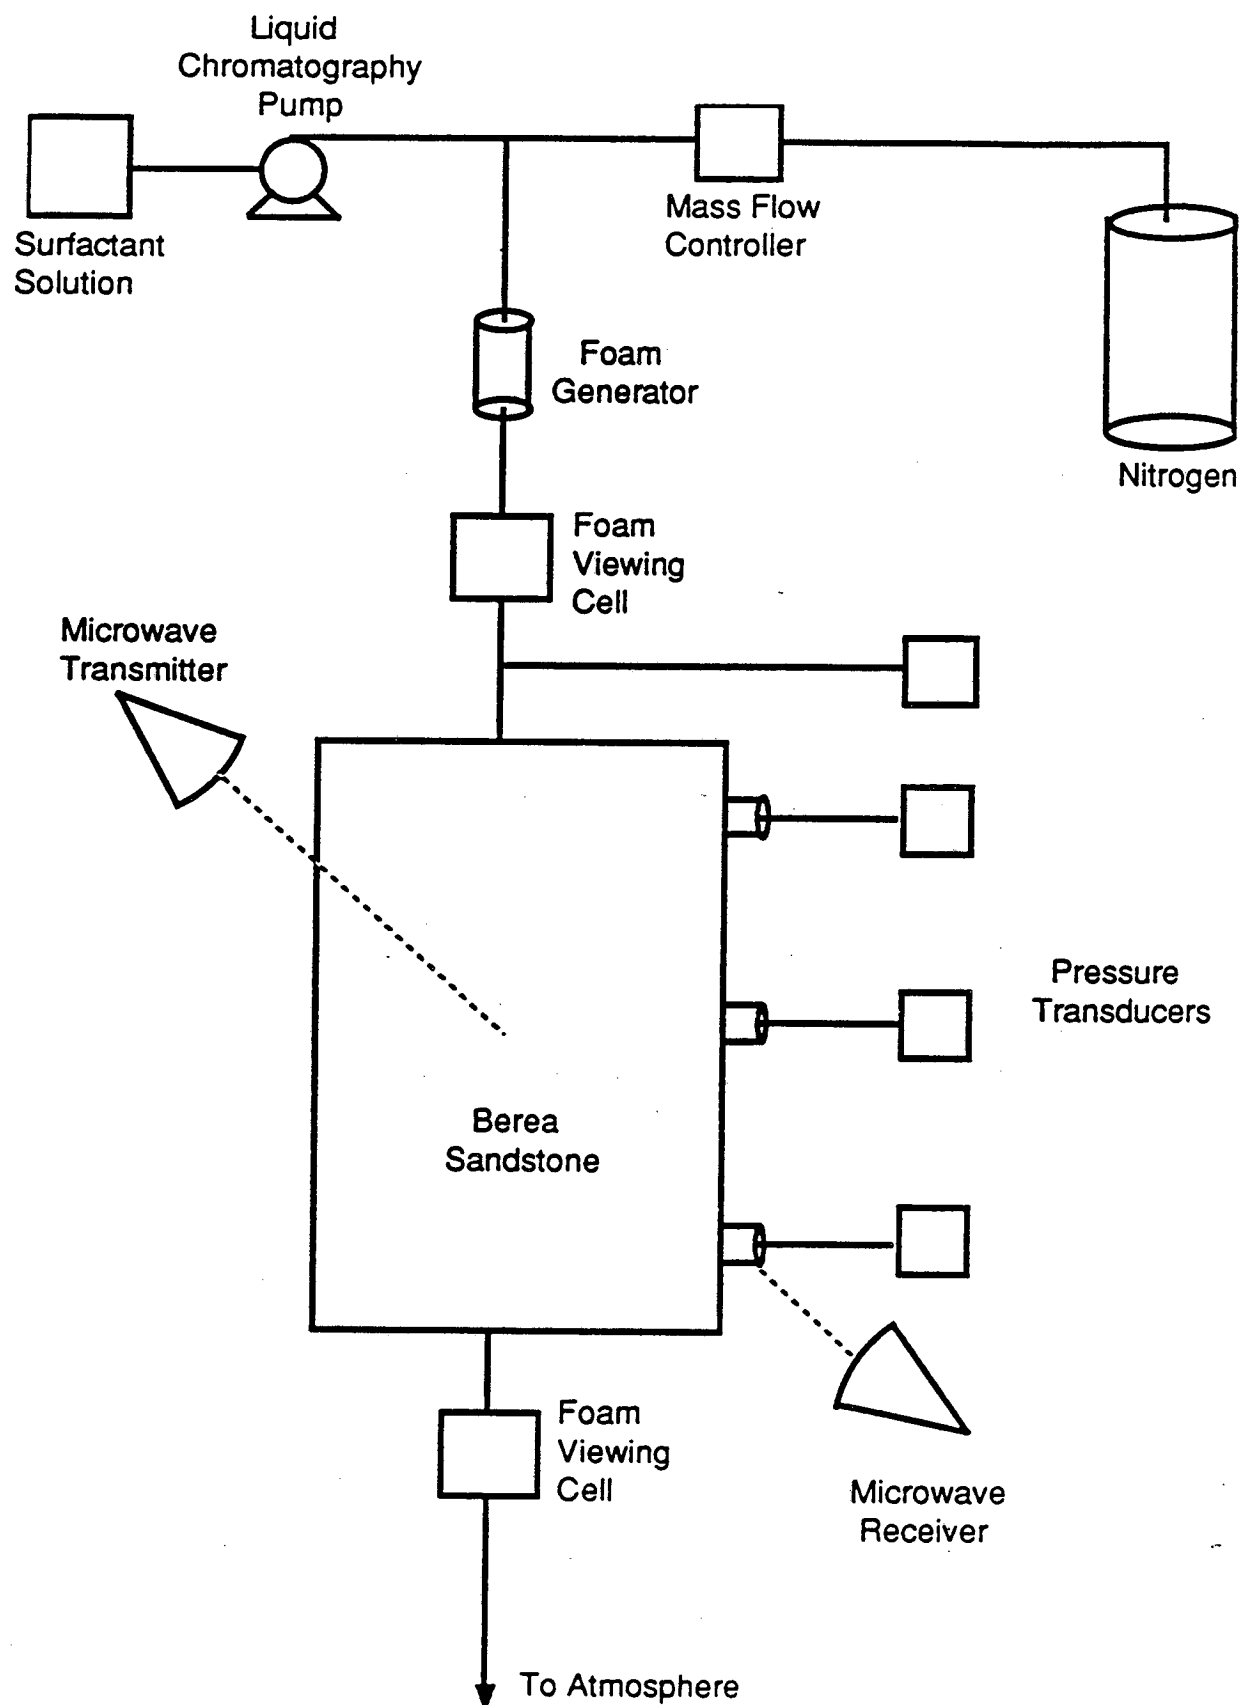 Liquid
Chromatography
Pump
Surfactant
Solution
Mass Flow
Controller
Nitrogen
Foam
Generator
Foam
Viewing
Cell
Microwave
Transmitter
Pressure
Transducers
Berea
Sandstone
Foam
Viewing
Cell
Microwave
Receiver
To Atmosphere